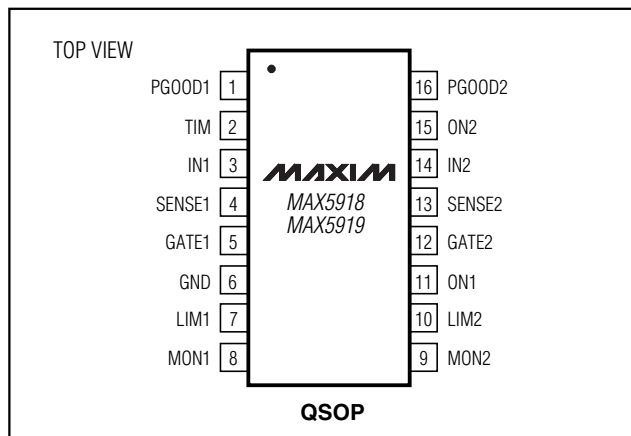 TOP VIEW
PGOOD1 1 16 PGOOD2
TIM 2 15 ON2
IN1 3 14 IN2
MAXIM
SENSE1 4 13 SENSE2
MAX5918
MAX5919
GATE1 5 12 GATE2
GND 6 11 ON1
LIM1 7 10 LIM2
MON1 8 9 MON2
QSOP